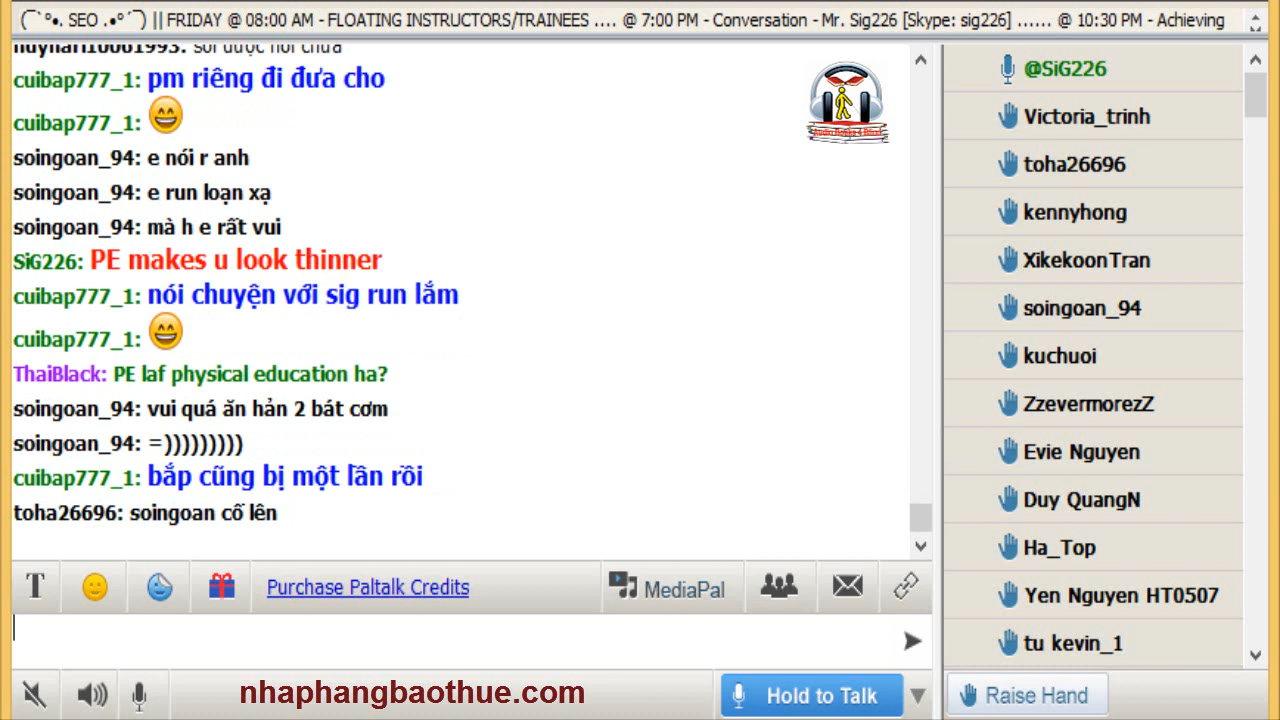 (¯`°•. SEO .•°´¯) || FRIDAY @ 08:00 AM - FLOATING INSTRUCTORS/TRAINEES .... @ 7:00 PM - Conversation - Mr. Sig226 [Skype: sig226] ...... @ 10:30 PM - Achieving
cuibap777_1: pm riêng đi đưa cho
cuibap777_1:
soingoan_94: e nói r anh
soingoan_94: e run loạn xạ
soingoan_94: mà h e rất vui
SiG226: PE makes u look thinner
cuibap777_1: nói chuyện với sig run lắm
cuibap777_1:
ThaiBlack: PE laf physical education ha?
soingoan_94: vui quá ăn hản 2 bát cơm
soingoan_94: =)))))))))
cuibap777_1: bắp cũng bị một lần rồi
toha26696: soingoan cố lên
Audio Books 4 Blind
@SiG226
Victoria_trinh
toha26696
kennyhong
XikekoonTran
soingoan_94
kuchuoi
ZzevermorezZ
Evie Nguyen
Duy QuangN
Ha_Top
Yen Nguyen HT0507
tu kevin_1
T
Purchase Paltalk Credits
MediaPal
nhaphangbaothue.com
Hold to Talk
Raise Hand